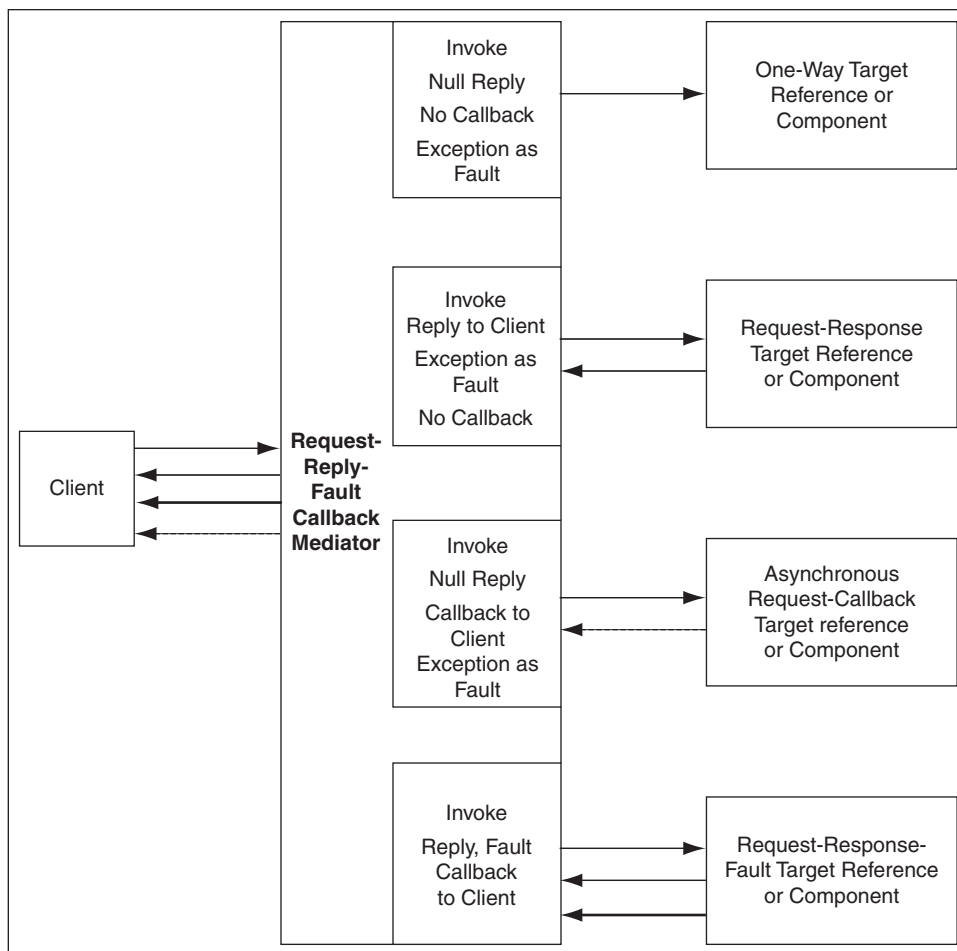 Client
Request-
Reply-
Fault
Callback
Mediator
Invoke
Null Reply
No Callback
Exception as
Fault
One-Way Target
Reference or
Component
Invoke
Reply to Client
Exception as
Fault
No Callback
Request-Response
Target Reference
or Component
Invoke
Null Reply
Callback to
Client
Exception as
Fault
Asynchronous
Request-Callback
Target reference
or Component
Invoke
Reply, Fault
Callback
to Client
Request-Response-
Fault Target Reference
or Component